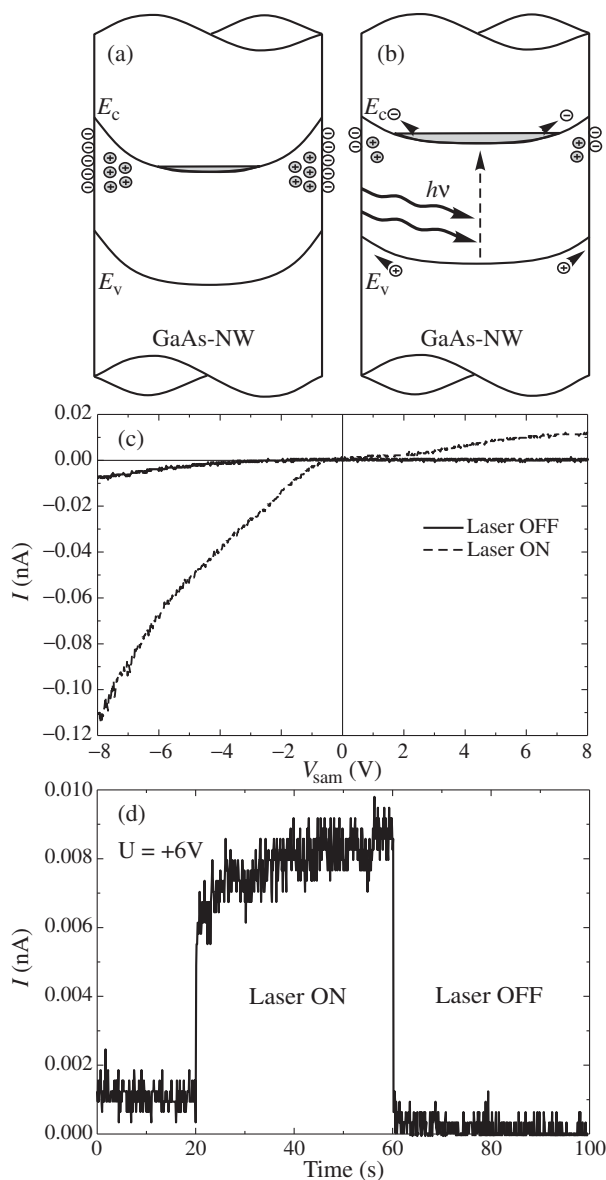 (a)
(b)
E_c
E_c
hν
E_v
E_v
GaAs-NW
GaAs-NW
(c)
0.02
0.00
−0.02
−0.04
−0.06
−0.08
−0.10
−0.12
I (nA)
Laser OFF
Laser ON
−8 −6 −4 −2 0 2 4 6 8
V_sam (V)
(d)
U = +6V
0.010
0.008
0.006
0.004
0.002
0.000
I (nA)
Laser ON
Laser OFF
0 20 40 60 80 100
Time (s)